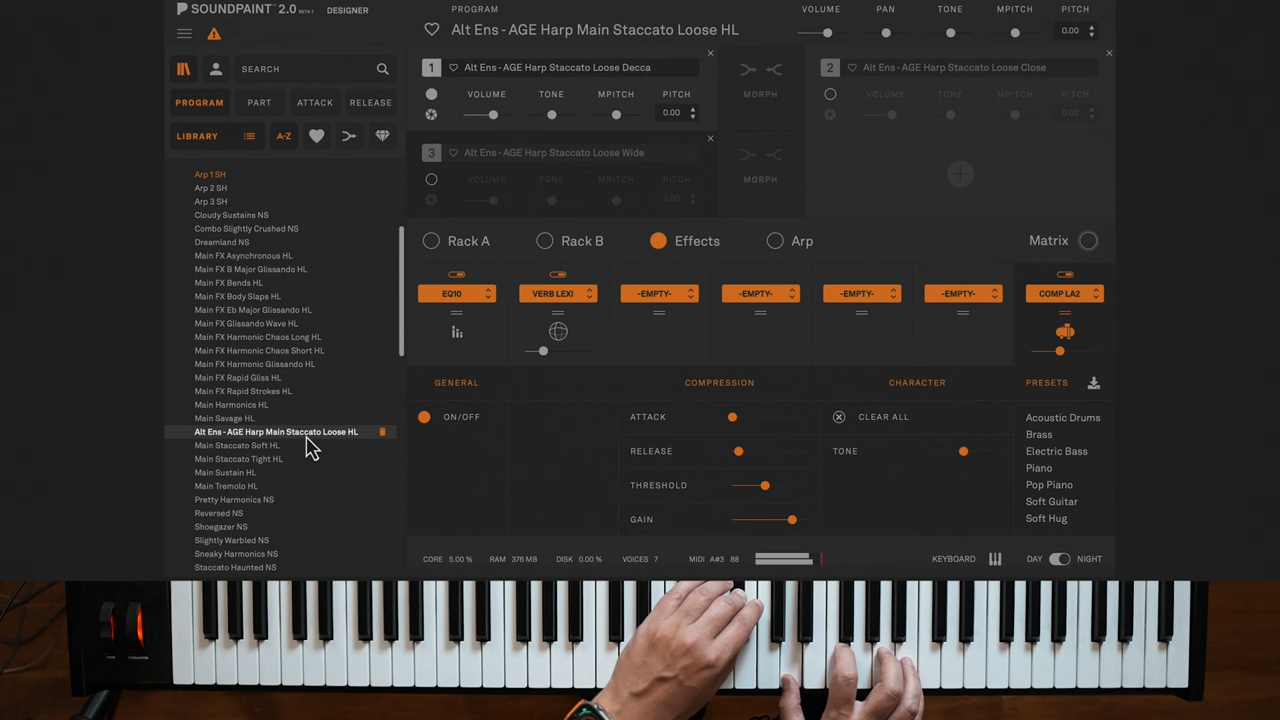 SOUNDPAINT 2.0 BETA 1 DESIGNER
PROGRAM
Alt Ens - AGE Harp Main Staccato Loose HL
VOLUME PAN TONE MPITCH PITCH
0.00
SEARCH
PROGRAM PART ATTACK RELEASE
LIBRARY A-Z
Arp 1 SH
Arp 2 SH
Arp 3 SH
Cloudy Sustains NS
Combo Slightly Crushed NS
Dreamland NS
Main FX Asynchronous HL
Main FX B Major Glissando HL
Main FX Bends HL
Main FX Body Slaps HL
Main FX Eb Major Glissando HL
Main FX Glissando Wave HL
Main FX Harmonic Chaos Long HL
Main FX Harmonic Chaos Short HL
Main FX Harmonic Glissando HL
Main FX Rapid Gliss HL
Main FX Rapid Strokes HL
Main Harmonics HL
Main Savage HL
Alt Ens - AGE Harp Main Staccato Loose HL
Main Staccato Soft HL
Main Staccato Tight HL
Main Sustain HL
Main Tremolo HL
Pretty Harmonics NS
Reversed NS
Shoegazer NS
Slightly Warbled NS
Sneaky Harmonics NS
Staccato Haunted NS
1 Alt Ens - AGE Harp Staccato Loose Decca
VOLUME TONE MPITCH PITCH
0.00
MORPH
2 Alt Ens - AGE Harp Staccato Loose Close
VOLUME TONE MPITCH PITCH
0.00
3 Alt Ens - AGE Harp Staccato Loose Wide
VOLUME TONE MPITCH PITCH
0.00
MORPH
Rack A Rack B Effects Arp Matrix
EQ10 VERB LEXI -EMPTY- -EMPTY- -EMPTY- -EMPTY- COMP LA2
GENERAL COMPRESSION CHARACTER PRESETS
ON/OFF
ATTACK
RELEASE
THRESHOLD
GAIN
CLEAR ALL
TONE
Acoustic Drums
Brass
Electric Bass
Piano
Pop Piano
Soft Guitar
Soft Hug
CORE 5.00 % RAM 376 MB DISK 0.00 % VOICES 7 MIDI A#3 88 KEYBOARD DAY NIGHT